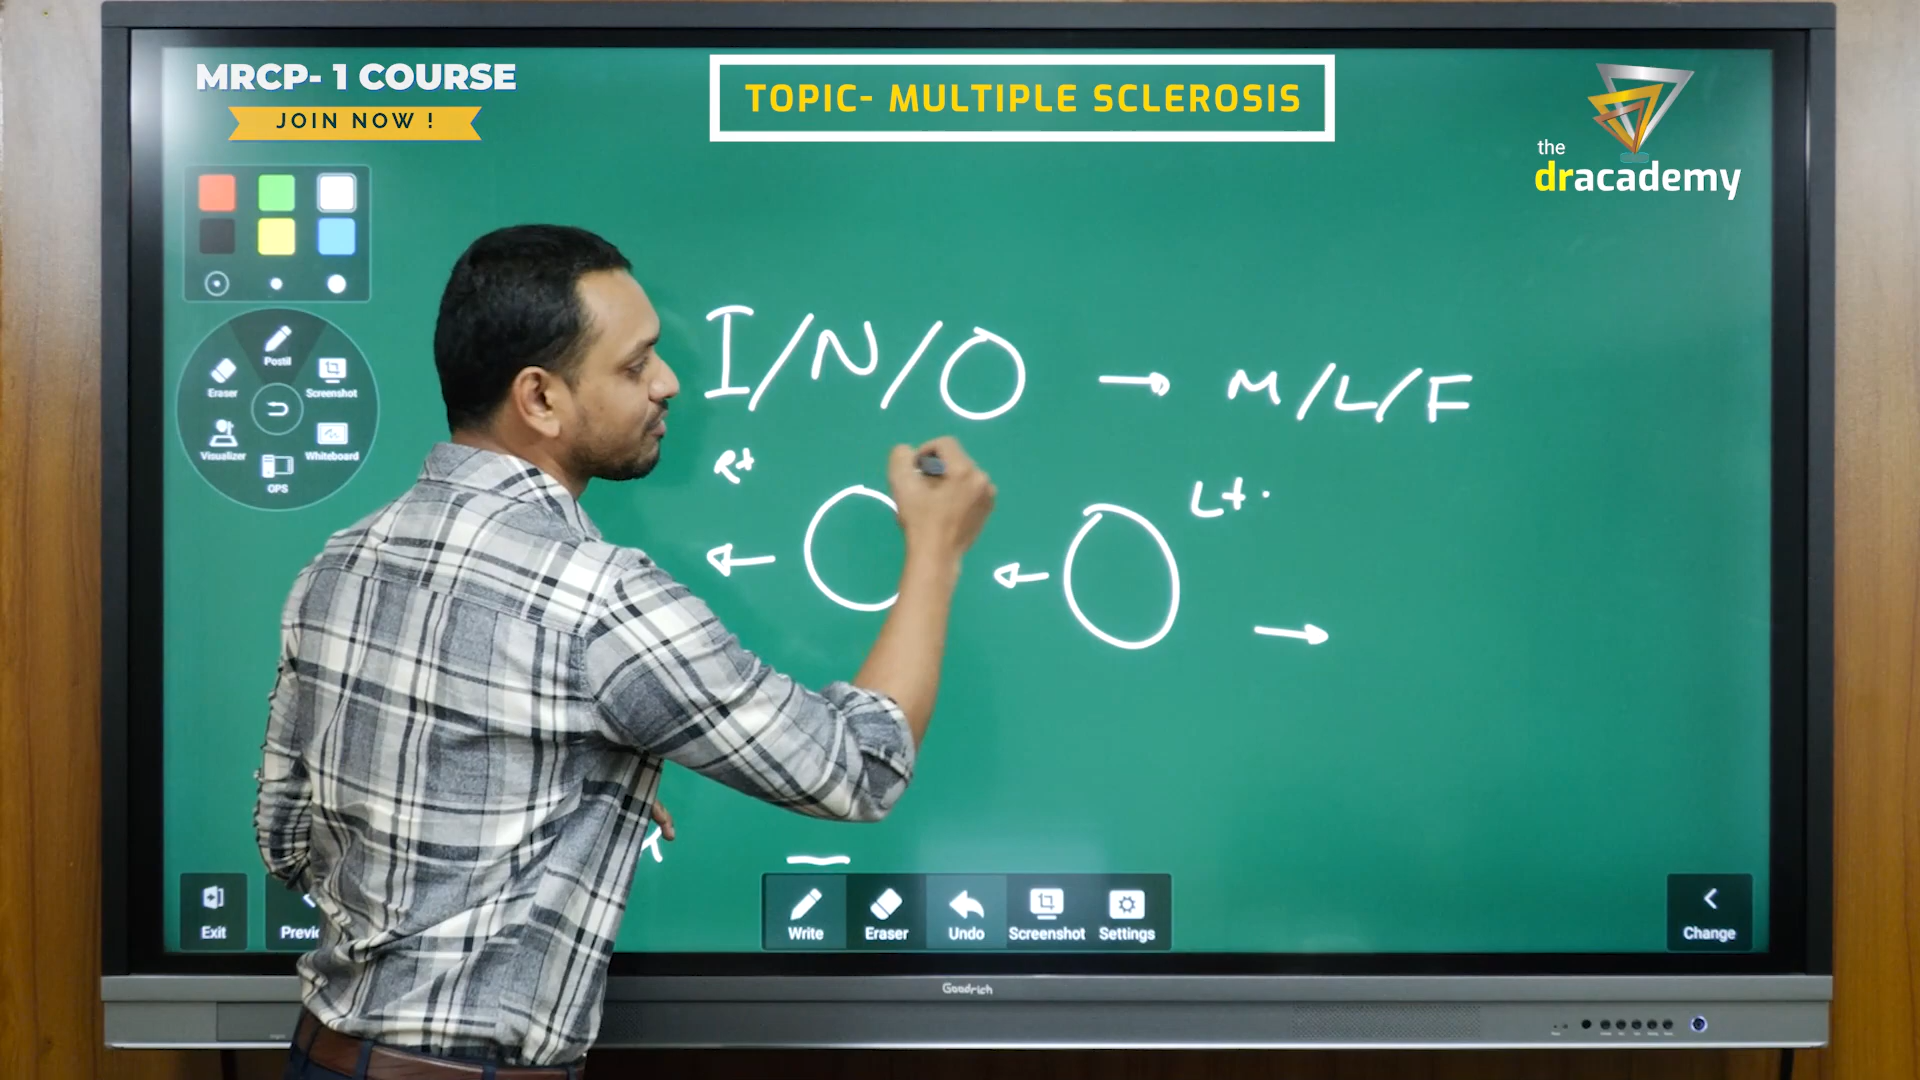 MRCP- 1 COURSE
JOIN NOW !
TOPIC- MULTIPLE SCLEROSIS
the
dracademy
Postil
Eraser
Screenshot
Visualizer
Whiteboard
GPS
I/N/O → M/L/F
Rt
Lt.
Exit
Write
Eraser
Undo
Screenshot
Settings
Change
Goodrich